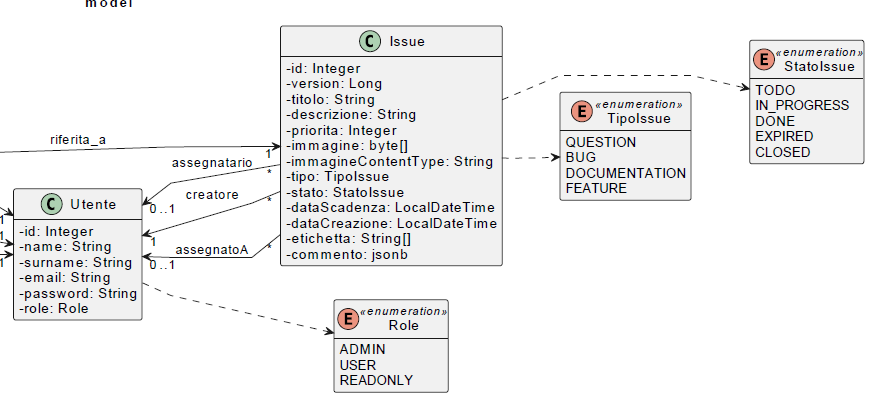 model
C Issue
-id: Integer
-version: Long
-titolo: String
-descrizione: String
-priorita: Integer
-immagine: byte[]
-immagineContentType: String
-tipo: TipoIssue
-stato: StatoIssue
-dataScadenza: LocalDateTime
-dataCreazione: LocalDateTime
-etichetta: String[]
-commento: jsonb
E «enumeration»
StatoIssue
TODO
IN_PROGRESS
DONE
EXPIRED
CLOSED
E «enumeration»
TipoIssue
QUESTION
BUG
DOCUMENTATION
FEATURE
riferita_a
1
assegnatario
*
0..1
creatore
*
1
assegnatoA
*
0..1
1
1
1
C Utente
-id: Integer
-name: String
-surname: String
-email: String
-password: String
-role: Role
E «enumeration»
Role
ADMIN
USER
READONLY